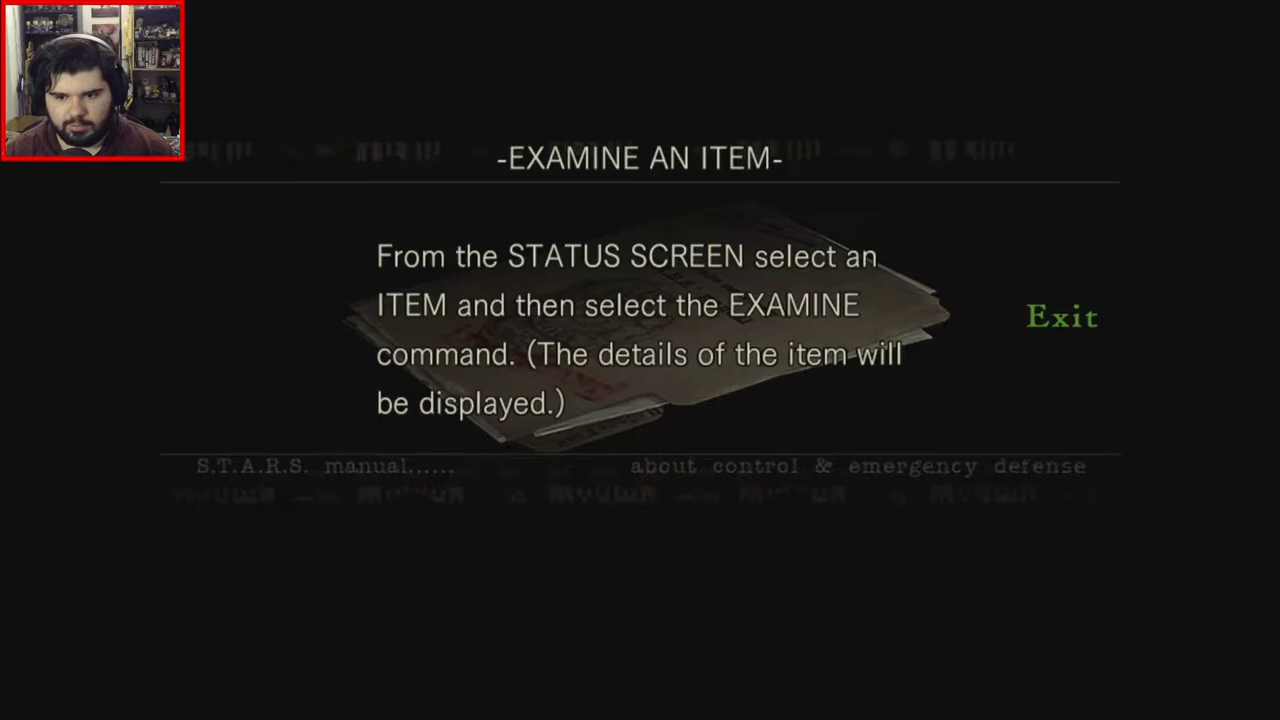 -EXAMINE AN ITEM-
From the STATUS SCREEN select an
ITEM and then select the EXAMINE
command. (The details of the item will
be displayed.)
Exit
S.T.A.R.S. manual...... about control & emergency defense